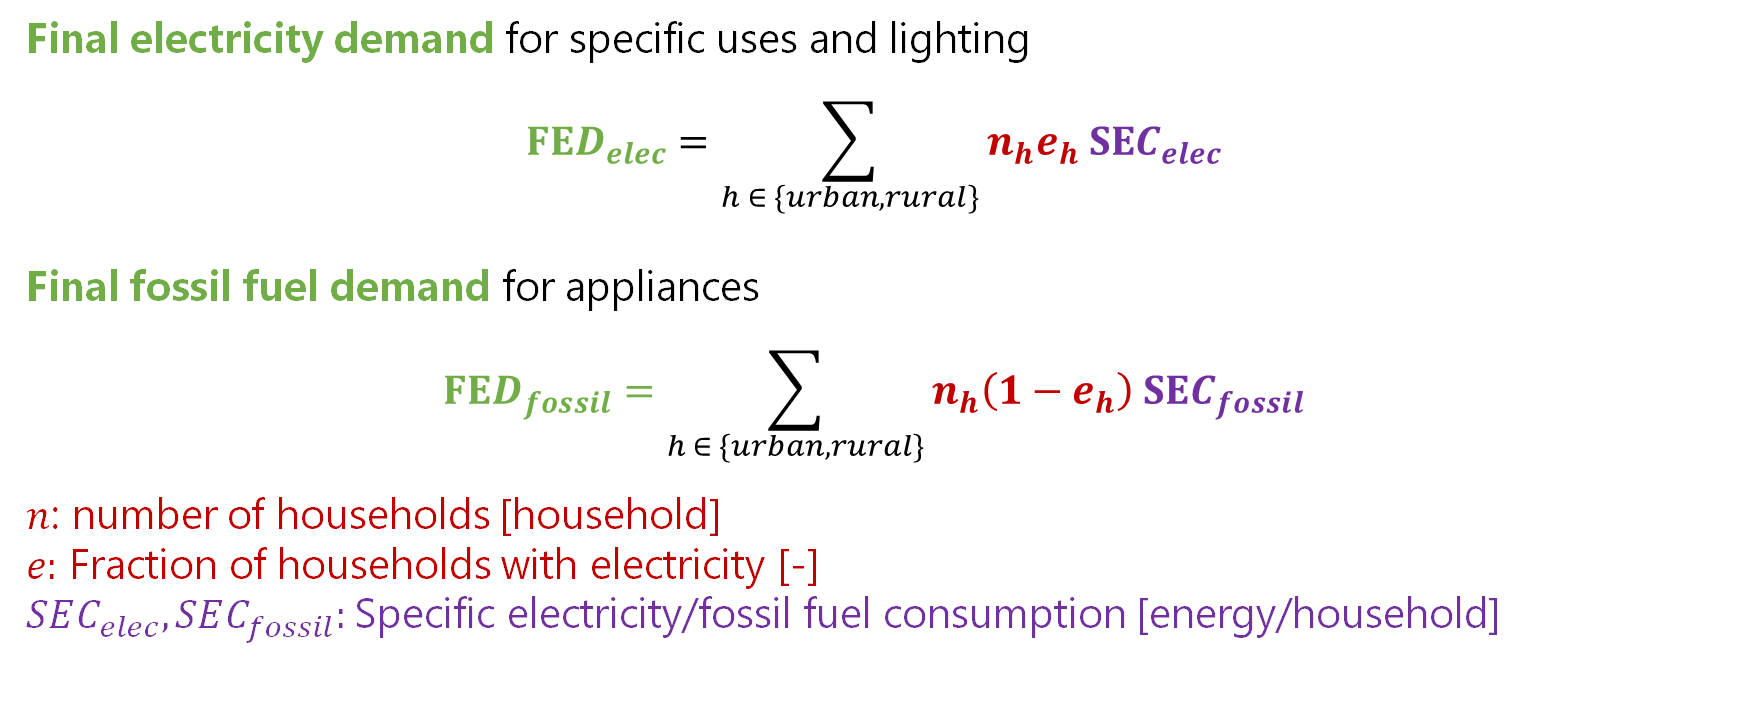 Final electricity demand for specific uses and lighting
FED_elec = ∑ n_h e_h SEC_elec
h ∈ {urban,rural}
Final fossil fuel demand for appliances
FED_fossil = ∑ n_h(1 − e_h) SEC_fossil
h ∈ {urban,rural}
n: number of households [household]
e: Fraction of households with electricity [-]
SEC_elec, SEC_fossil: Specific electricity/fossil fuel consumption [energy/household]